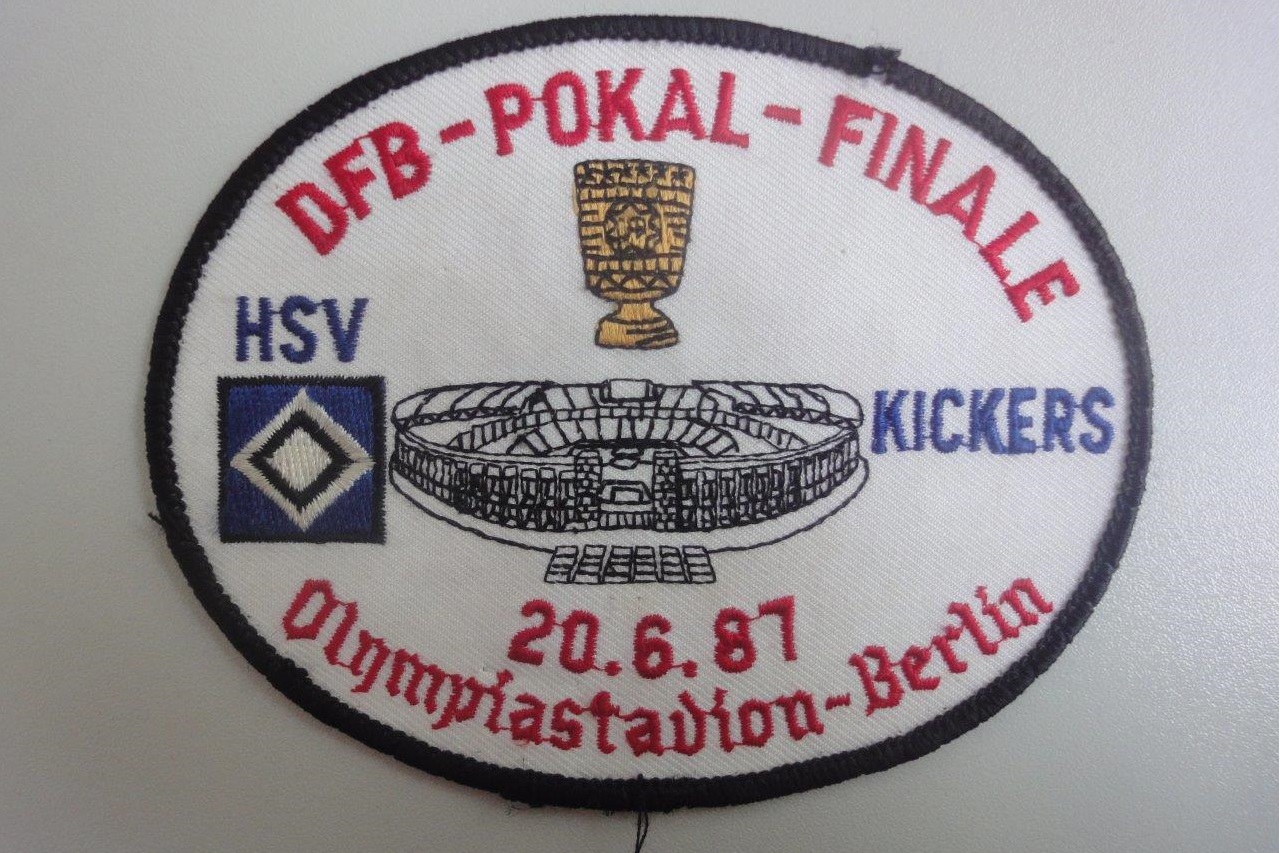 DFB-POKAL-FINALE
HSV
KICKERS
20.6.87
Olympiastadion-Berlin